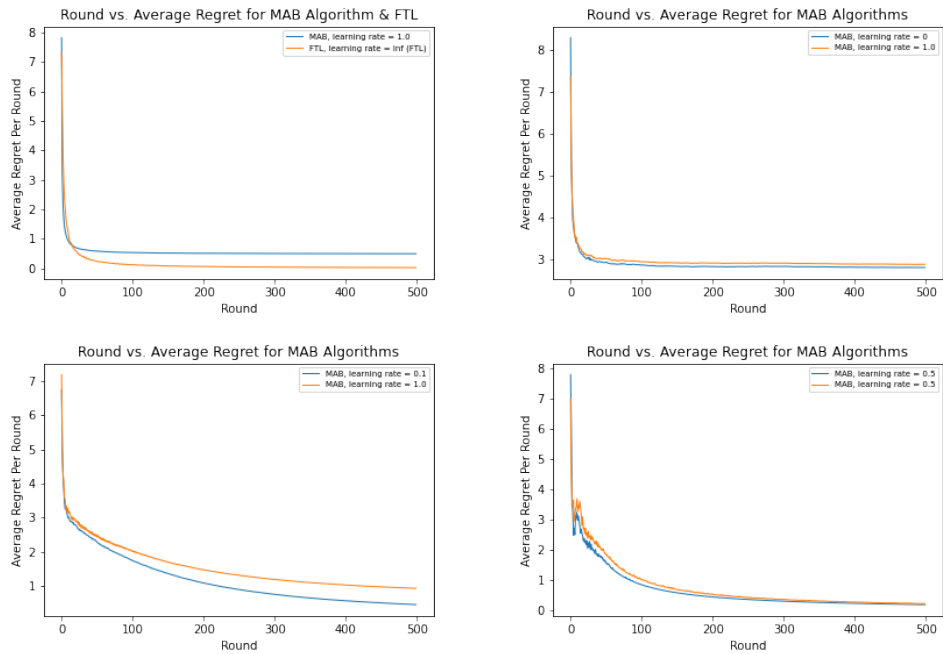 Round vs. Average Regret for MAB Algorithm & FTL
8
7
6
5
4
3
2
1
0
Average Regret Per Round
MAB, learning rate = 1.0
FTL, learning rate = inf (FTL)
0 100 200 300 400 500
Round
Round vs. Average Regret for MAB Algorithms
8
7
6
5
4
3
Average Regret Per Round
MAB, learning rate = 0
MAB, learning rate = 1.0
0 100 200 300 400 500
Round
Round vs. Average Regret for MAB Algorithms
7
6
5
4
3
2
1
Average Regret Per Round
MAB, learning rate = 0.1
MAB, learning rate = 1.0
0 100 200 300 400 500
Round
Round vs. Average Regret for MAB Algorithms
8
7
6
5
4
3
2
1
0
Average Regret Per Round
MAB, learning rate = 0.5
MAB, learning rate = 0.5
0 100 200 300 400 500
Round